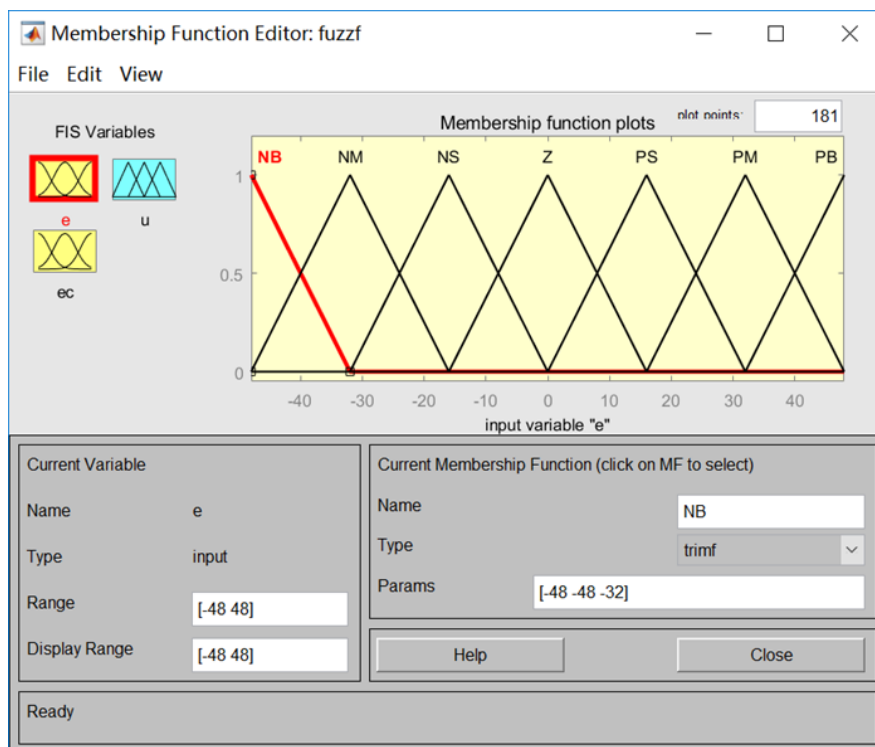 Membership Function Editor: fuzzf
File Edit View
FIS Variables
Membership function plots
plot points:
181
e
u
ec
NB NM NS Z PS PM PB
1
0.5
0
-40 -30 -20 -10 0 10 20 30 40
input variable "e"
Current Variable
Name e
Type input
Range [-48 48]
Display Range [-48 48]
Current Membership Function (click on MF to select)
Name NB
Type trimf
Params [-48 -48 -32]
Help Close
Ready